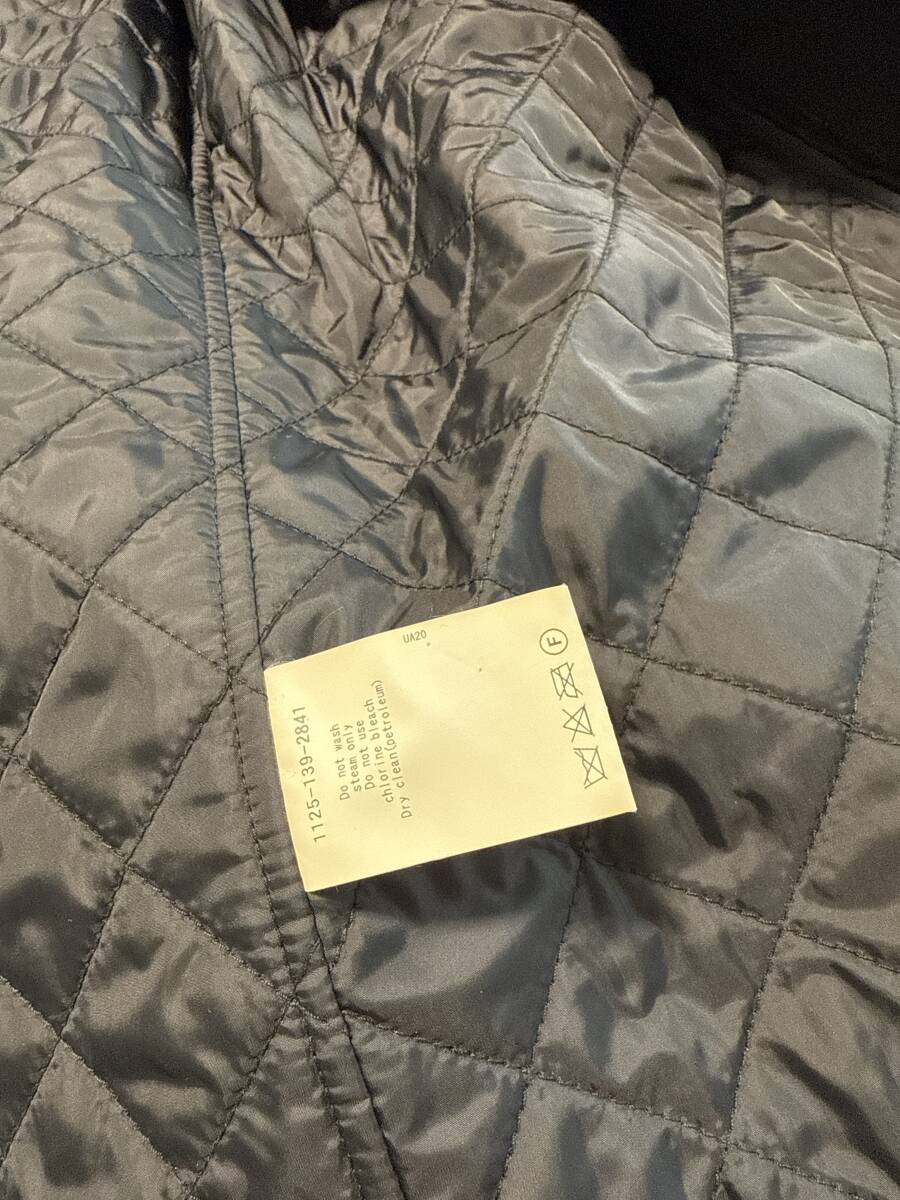 UA20
1125-139-2841
Do not wash
steam only
Do not use
chlorine bleach
Dry clean(petroleum)
F